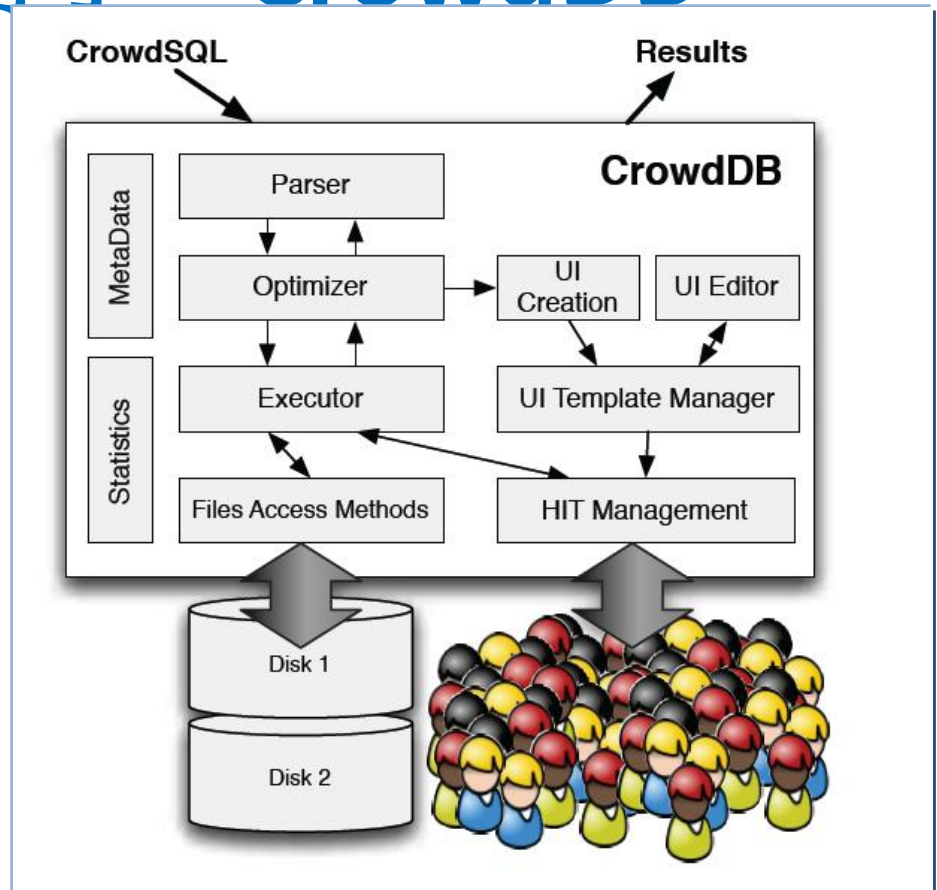 CrowdDB
CrowdSQL
Results
CrowdDB
MetaData
Parser
Optimizer
UI
Creation
UI Editor
Statistics
Executor
UI Template Manager
Files Access Methods
HIT Management
Disk 1
Disk 2